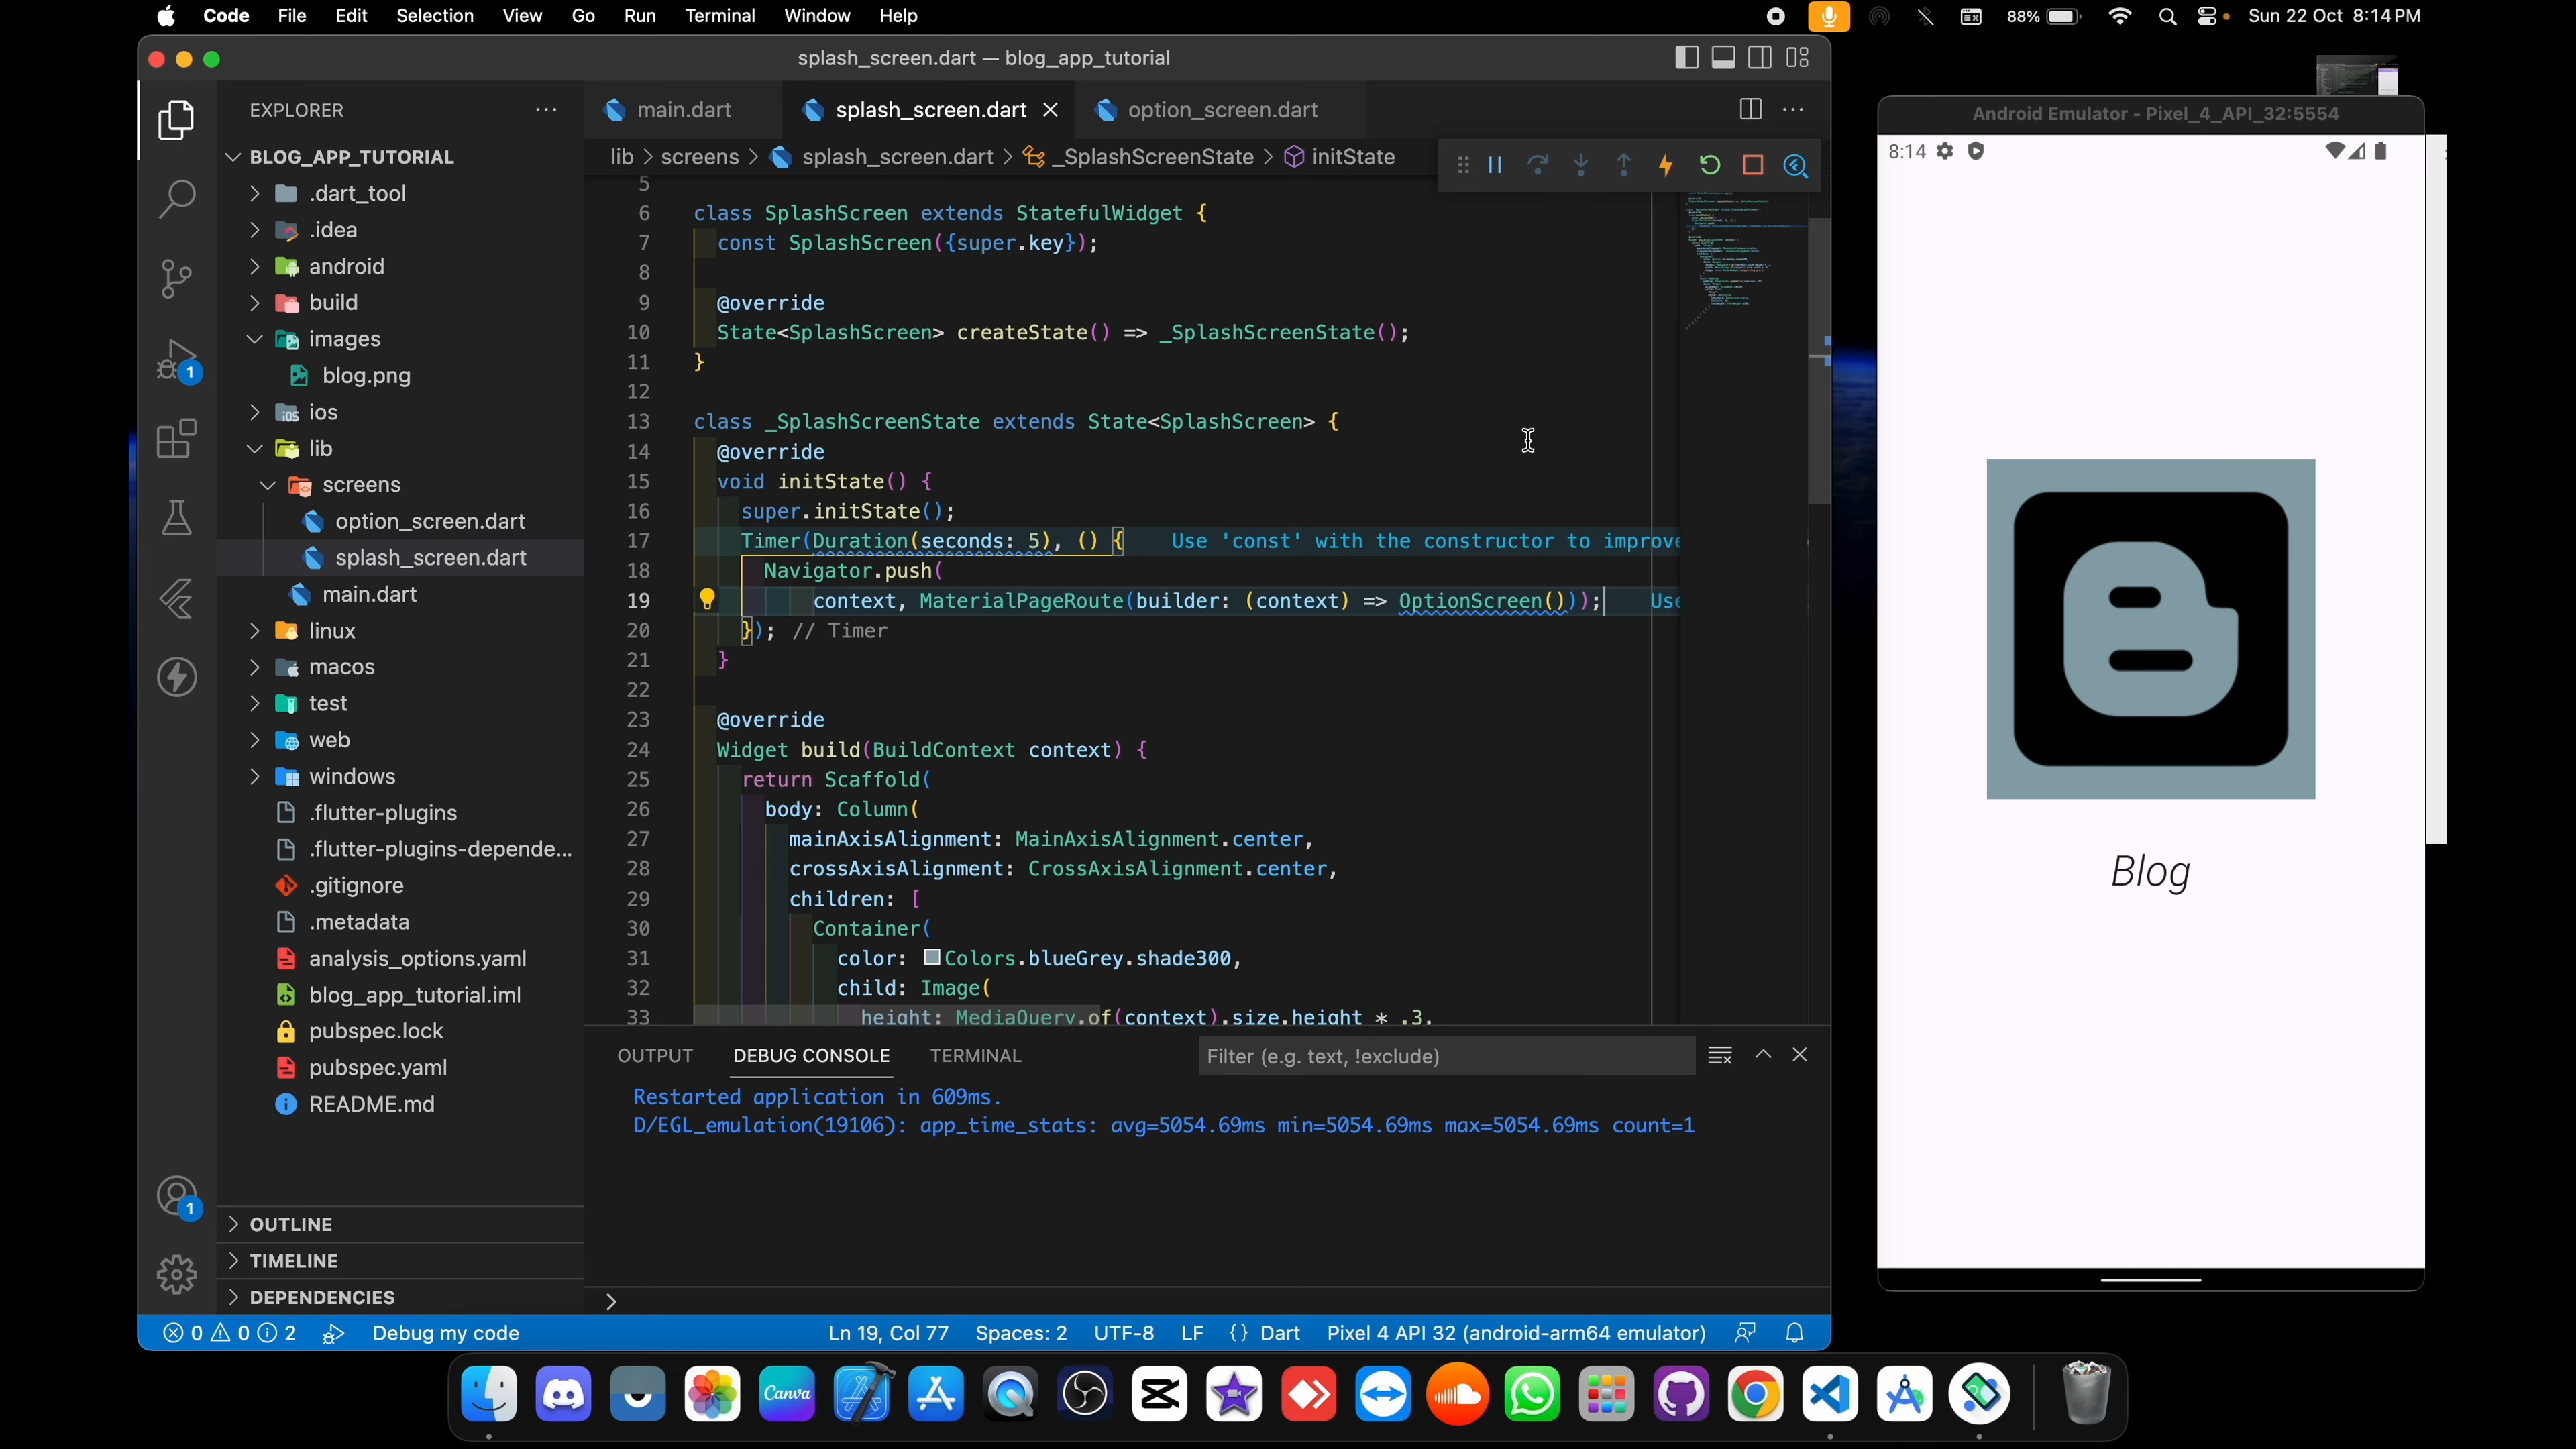 Code File Edit Selection View Go Run Terminal Window Help
88% Sun 22 Oct 8:14 PM
splash_screen.dart — blog_app_tutorial
EXPLORER
BLOG_APP_TUTORIAL
.dart_tool
.idea
android
build
images
blog.png
ios
lib
screens
option_screen.dart
splash_screen.dart
main.dart
linux
macos
test
web
windows
.flutter-plugins
.flutter-plugins-depende...
.gitignore
.metadata
analysis_options.yaml
blog_app_tutorial.iml
pubspec.lock
pubspec.yaml
README.md
OUTLINE
TIMELINE
DEPENDENCIES
1
1
main.dart splash_screen.dart option_screen.dart
lib > screens > splash_screen.dart > _SplashScreenState > initState
5
6 class SplashScreen extends StatefulWidget {
7 const SplashScreen({super.key});
8
9 @override
10 State<SplashScreen> createState() => _SplashScreenState();
11 }
12
13 class _SplashScreenState extends State<SplashScreen> {
14 @override
15 void initState() {
16 super.initState();
17 Timer(Duration(seconds: 5), () { Use 'const' with the constructor to improve
18 Navigator.push(
19 context, MaterialPageRoute(builder: (context) => OptionScreen())); Use
20 }); // Timer
21 }
22
23 @override
24 Widget build(BuildContext context) {
25 return Scaffold(
26 body: Column(
27 mainAxisAlignment: MainAxisAlignment.center,
28 crossAxisAlignment: CrossAxisAlignment.center,
29 children: [
30 Container(
31 color: Colors.blueGrey.shade300,
32 child: Image(
33 height: MediaQuery.of(context).size.height * .3,
OUTPUT DEBUG CONSOLE TERMINAL Filter (e.g. text, !exclude)
Restarted application in 609ms.
D/EGL_emulation(19106): app_time_stats: avg=5054.69ms min=5054.69ms max=5054.69ms count=1
0 0 2 Debug my code Ln 19, Col 77 Spaces: 2 UTF-8 LF {} Dart Pixel 4 API 32 (android-arm64 emulator)
Android Emulator - Pixel_4_API_32:5554
8:14
Blog
Canva